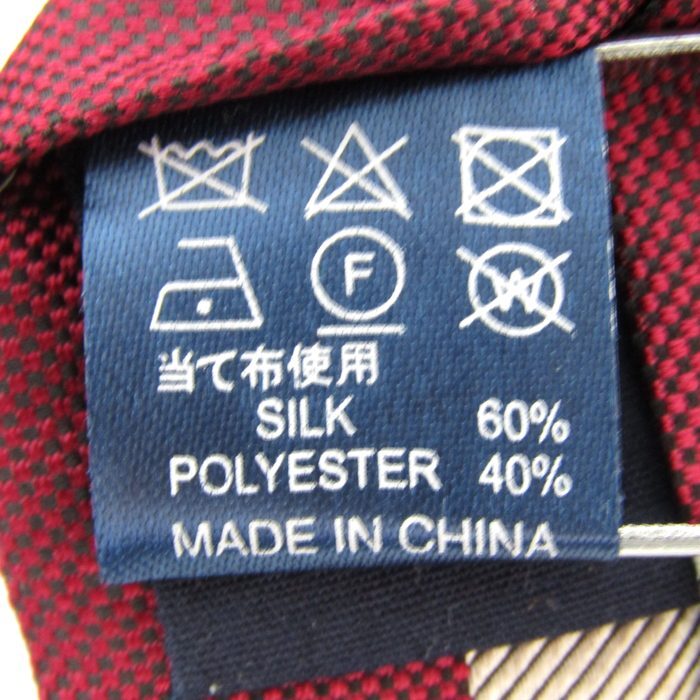 F W
当て布使用
SILK 60%
POLYESTER 40%
MADE IN CHINA